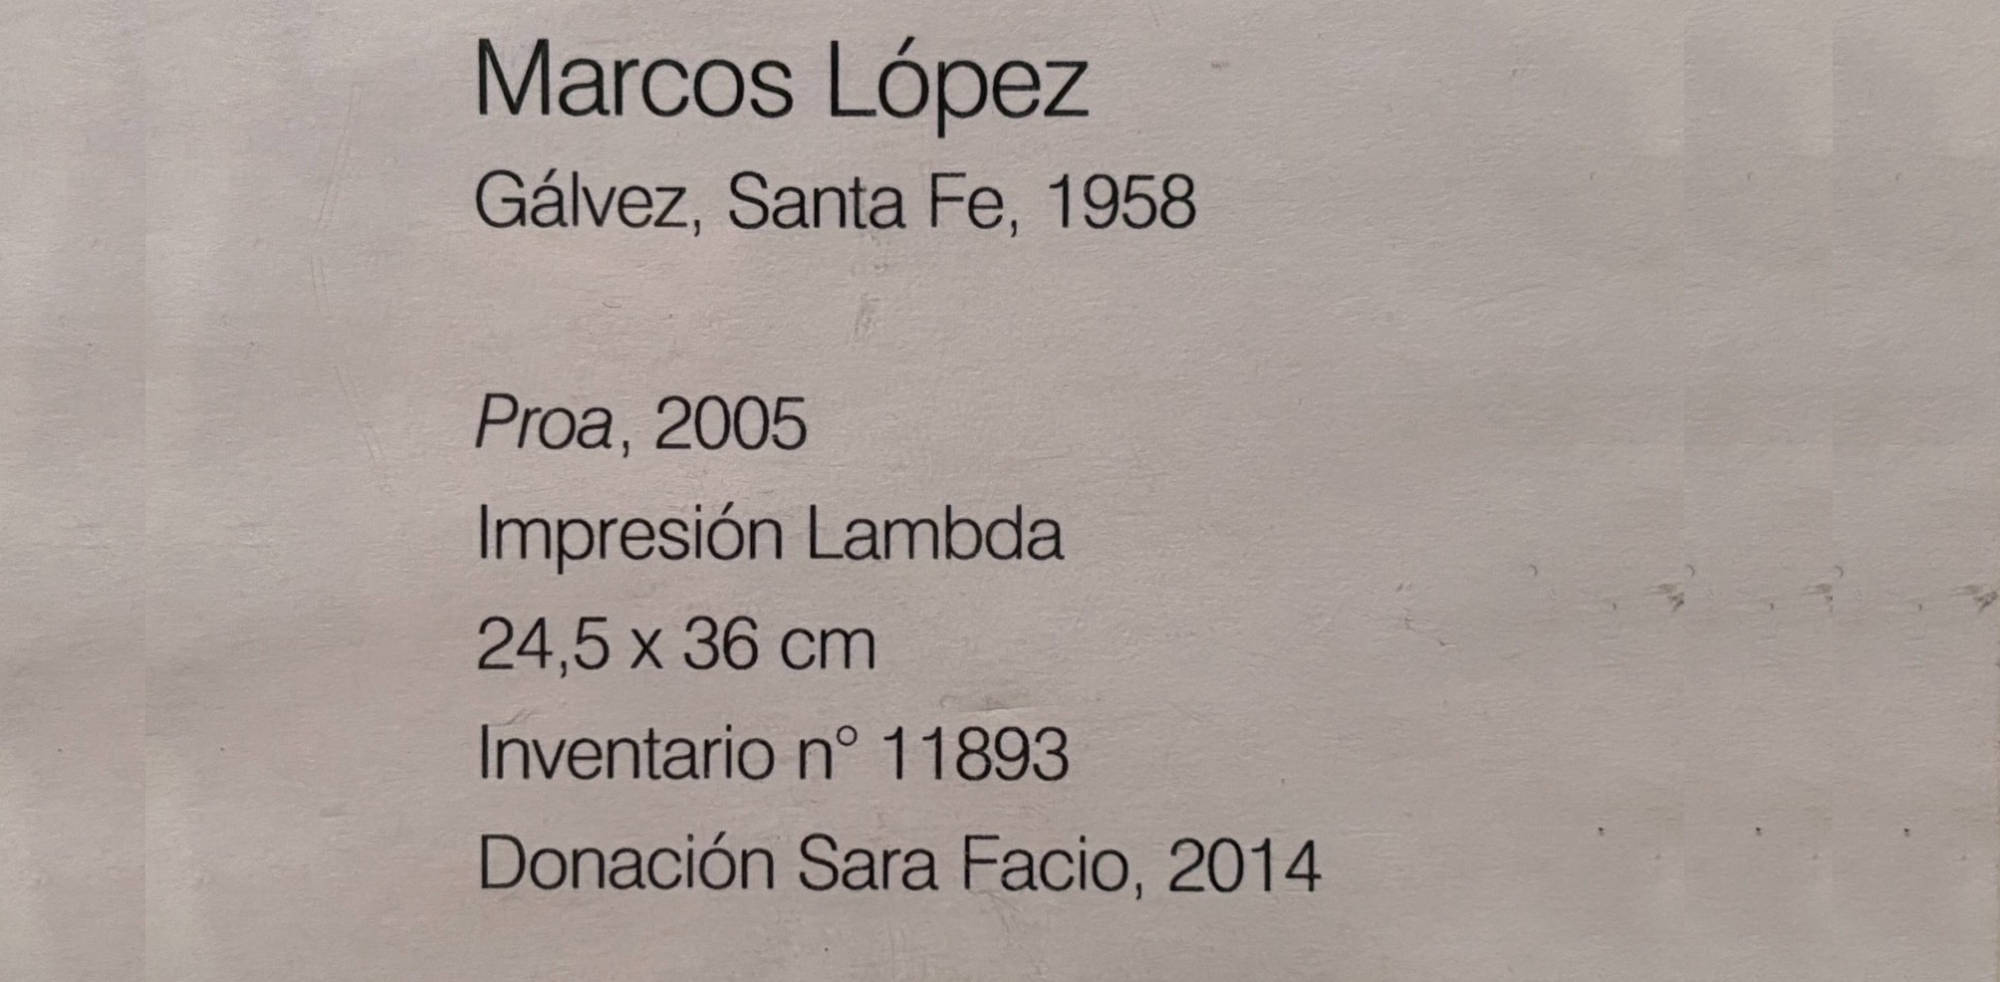 Marcos López
Gálvez, Santa Fe, 1958
Proa, 2005
Impresión Lambda
24,5 x 36 cm
Inventario n° 11893
Donación Sara Facio, 2014